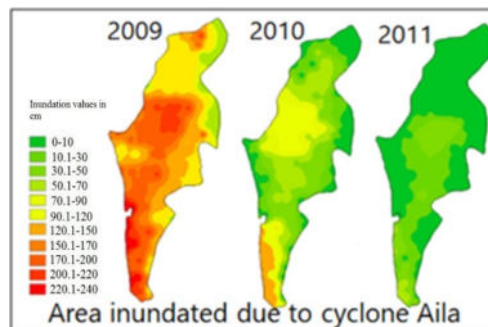 2009 2010 2011
Inundation values in
cm
0-10
10.1-30
30.1-50
50.1-70
70.1-90
90.1-120
120.1-150
150.1-170
170.1-200
200.1-220
220.1-240
Area inundated due to cyclone Aila